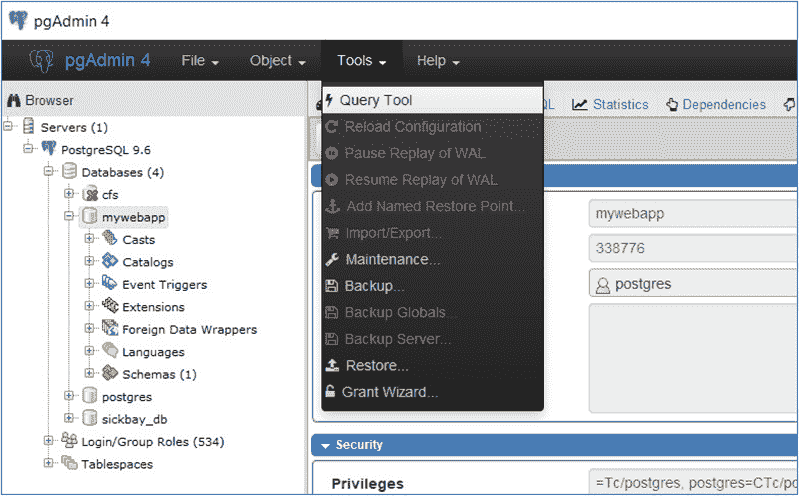 pgAdmin 4
pgAdmin 4 File Object Tools Help
Browser
Servers (1)
PostgreSQL 9.6
Databases (4)
cfs
mywebapp
Casts
Catalogs
Event Triggers
Extensions
Foreign Data Wrappers
Languages
Schemas (1)
postgres
sickbay_db
Login/Group Roles (534)
Tablespaces
Query Tool
Reload Configuration
Pause Replay of WAL
Resume Replay of WAL
Add Named Restore Point...
Import/Export...
Maintenance...
Backup...
Backup Globals...
Backup Server...
Restore...
Grant Wizard...
QL Statistics Dependencies
mywebapp
338776
postgres
Security
Privileges
=Tc/postgres, postgres=CTc/po